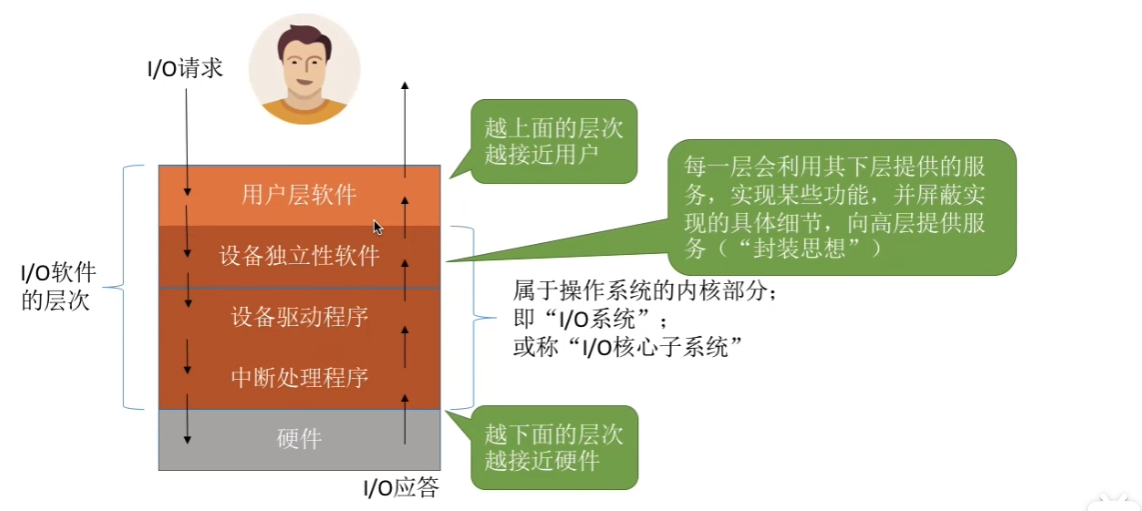 I/O请求
越上面的层次
越接近用户
每一层会利用其下层提供的服
务，实现某些功能，并屏蔽实
现的具体细节，向高层提供服
务（“封装思想”）
用户层软件
设备独立性软件
I/O软件
的层次
设备驱动程序
属于操作系统的内核部分；
即“I/O系统”；
或称“I/O核心子系统”
中断处理程序
硬件
越下面的层次
越接近硬件
I/O应答